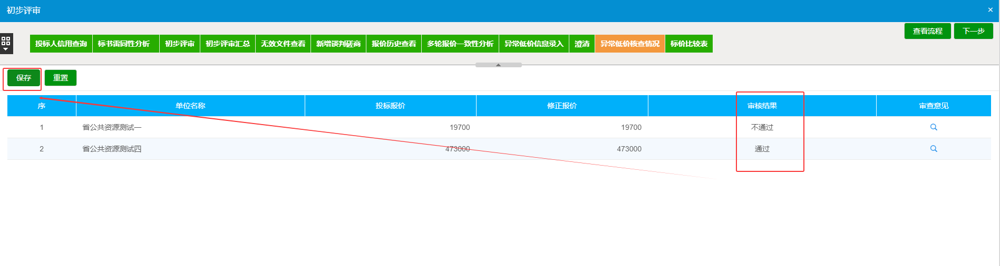 初步评审 ×
查看流程 下一步
投标人信用查询 标书雷同性分析 初步评审 初步评审汇总 无效文件查看 新增谈判磋商 报价历史查看 多轮报价一致性分析 异常低价信息录入 澄清 异常低价核查情况 标价比较表
保存 重置
序 单位名称 投标报价 修正报价 审核结果 审查意见
1 省公共资源测试一 19700 19700 不通过
2 省公共资源测试四 473000 473000 通过